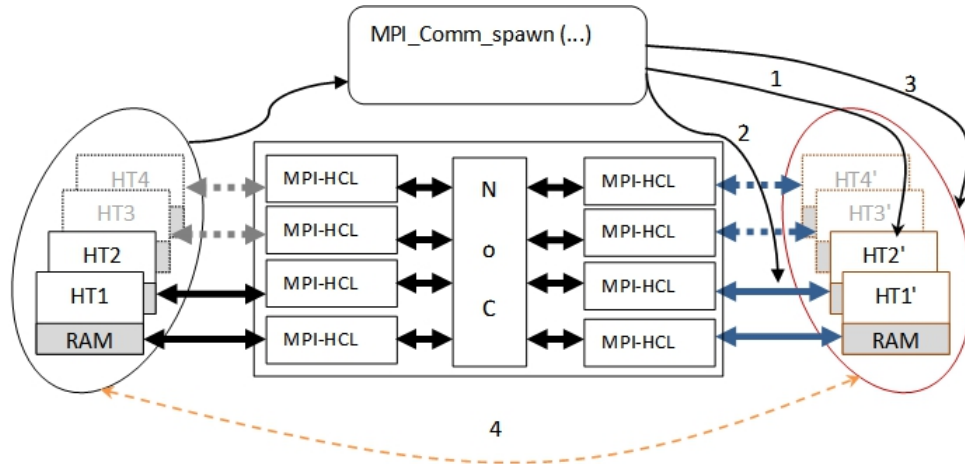 MPI_Comm_spawn (...)
1
3
2
HT4
HT3
HT2
HT1
RAM
MPI-HCL
MPI-HCL
MPI-HCL
MPI-HCL
N
o
C
MPI-HCL
MPI-HCL
MPI-HCL
MPI-HCL
HT4'
HT3'
HT2'
HT1'
RAM
4